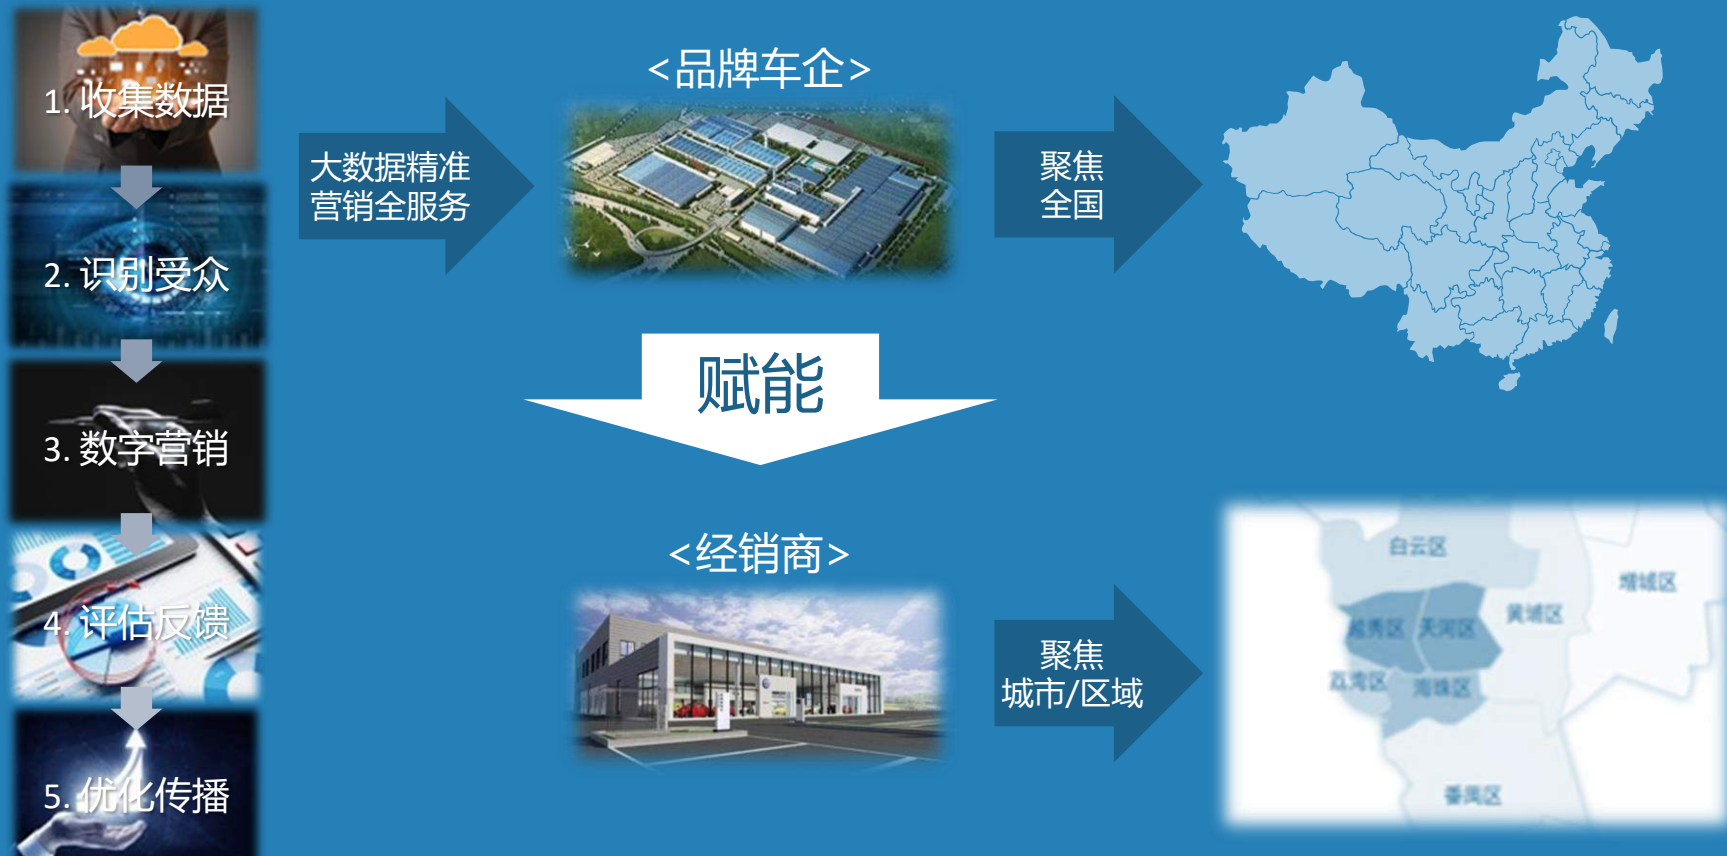 1. 收集数据
2. 识别受众
3. 数字营销
4. 评估反馈
5. 优化传播
大数据精准
营销全服务
<品牌车企>
聚焦
全国
赋能
<经销商>
聚焦
城市/区域
白云区
增城区
黄埔区
越秀区
天河区
荔湾区
海珠区
番禺区